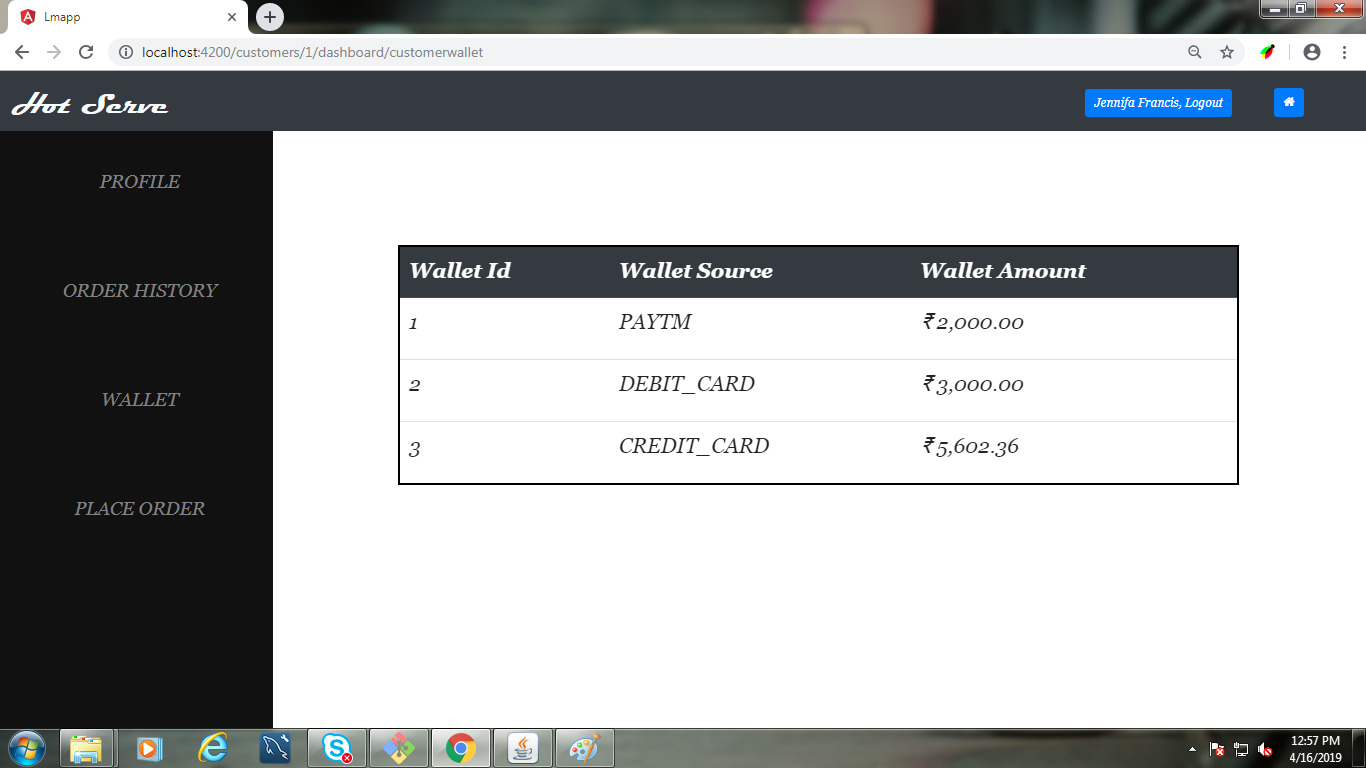 Lmapp
localhost:4200/customers/1/dashboard/customerwallet
Hot Serve
Jennifa Francis, Logout
PROFILE
ORDER HISTORY
WALLET
PLACE ORDER
Wallet Id Wallet Source Wallet Amount
1 PAYTM ₹2,000.00
2 DEBIT_CARD ₹3,000.00
3 CREDIT_CARD ₹5,602.36
12:57 PM
4/16/2019